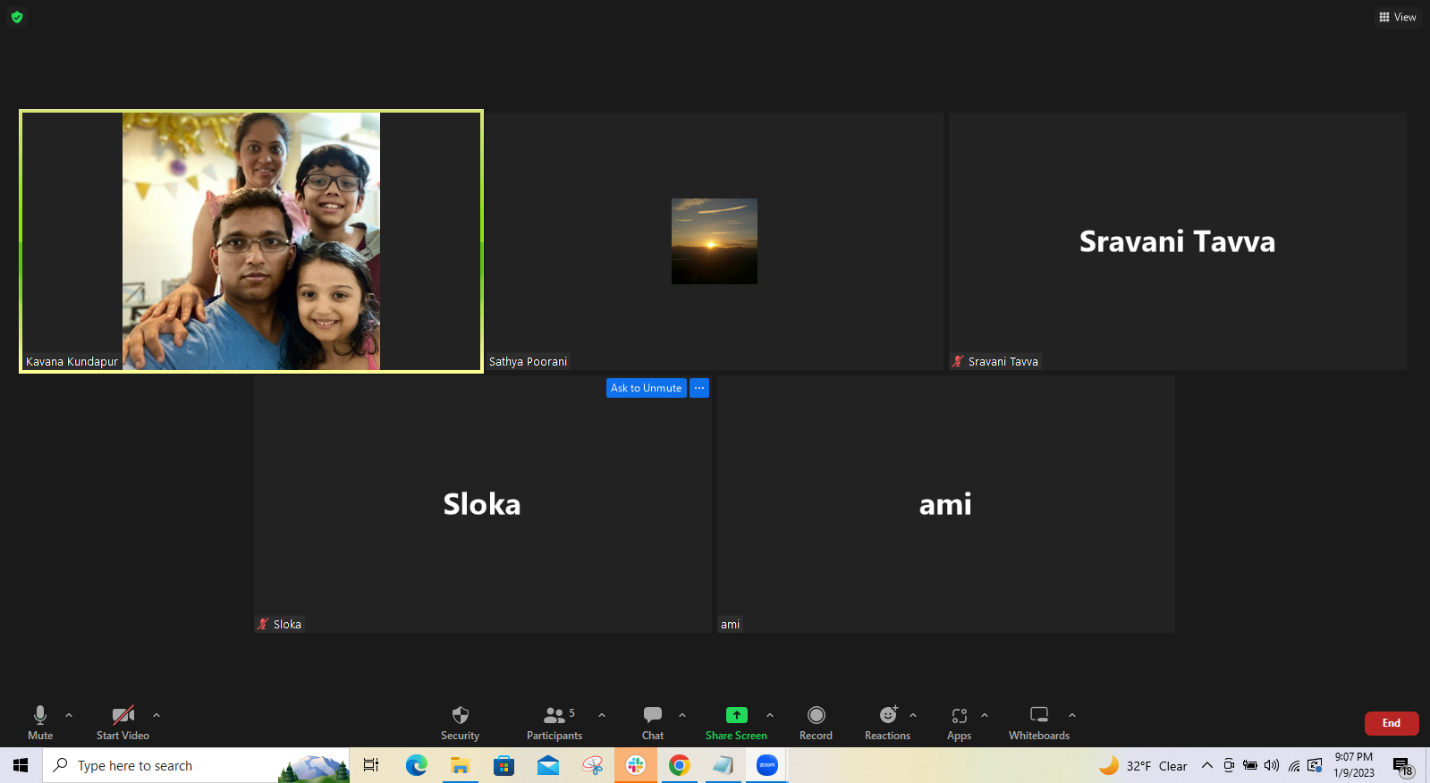 View
Kavana Kundapur
Sathya Poorani
Sravani Tavva
Sravani Tavva
Ask to Unmute
Sloka
Sloka
ami
ami
Mute
Start Video
Security
Participants
5
Chat
Share Screen
Record
Reactions
Apps
Whiteboards
End
Type here to search
zoom
32°F Clear
9:07 PM
1/9/2023
18